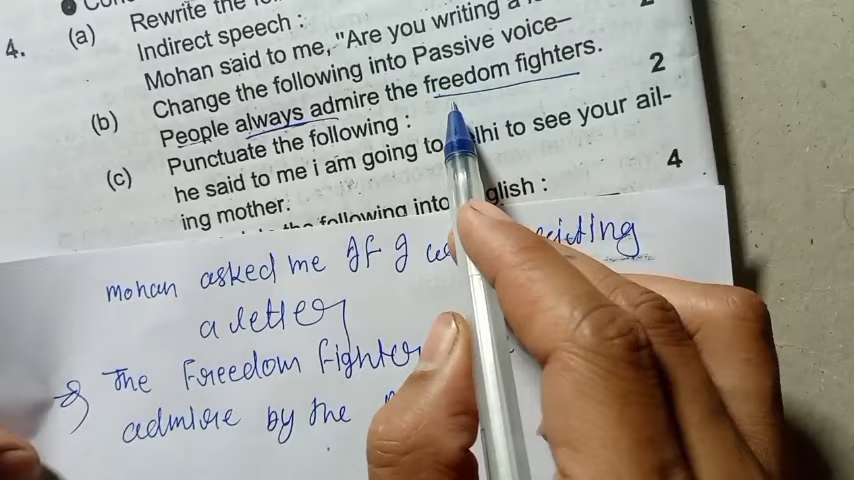 4. (a) Rewrite the
Indirect speech :
Mohan said to me, "Are you writing a
(b) Change the following into Passive voice–
People always admire the freedom fighters. 2
(c) Punctuate the following :
he said to me i am going to to see your ail-
ing mother. 4
the following into :
Mohan asked me If I
a letter
The Freedom Fighter
admire by the